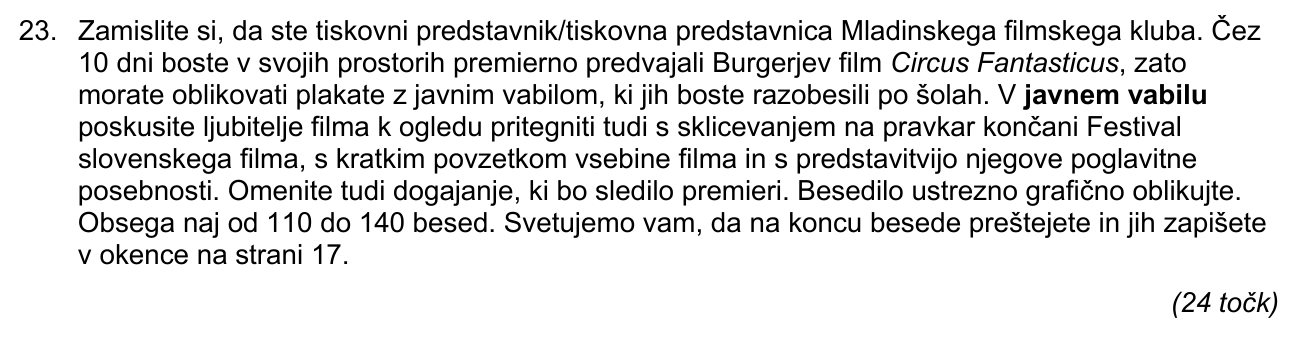 23. Zamislite si, da ste tiskovni predstavnik/tiskovna predstavnica Mladinskega filmskega kluba. Čez
10 dni boste v svojih prostorih premierno predvajali Burgerjev film Circus Fantasticus, zato
morate oblikovati plakate z javnim vabilom, ki jih boste razobesili po šolah. V javnem vabilu
poskusite ljubitelje filma k ogledu pritegniti tudi s sklicevanjem na pravkar končani Festival
slovenskega filma, s kratkim povzetkom vsebine filma in s predstavitvijo njegove poglavitne
posebnosti. Omenite tudi dogajanje, ki bo sledilo premieri. Besedilo ustrezno grafično oblikujte.
Obsega naj od 110 do 140 besed. Svetujemo vam, da na koncu besede preštejete in jih zapišete
v okence na strani 17.
(24 točk)